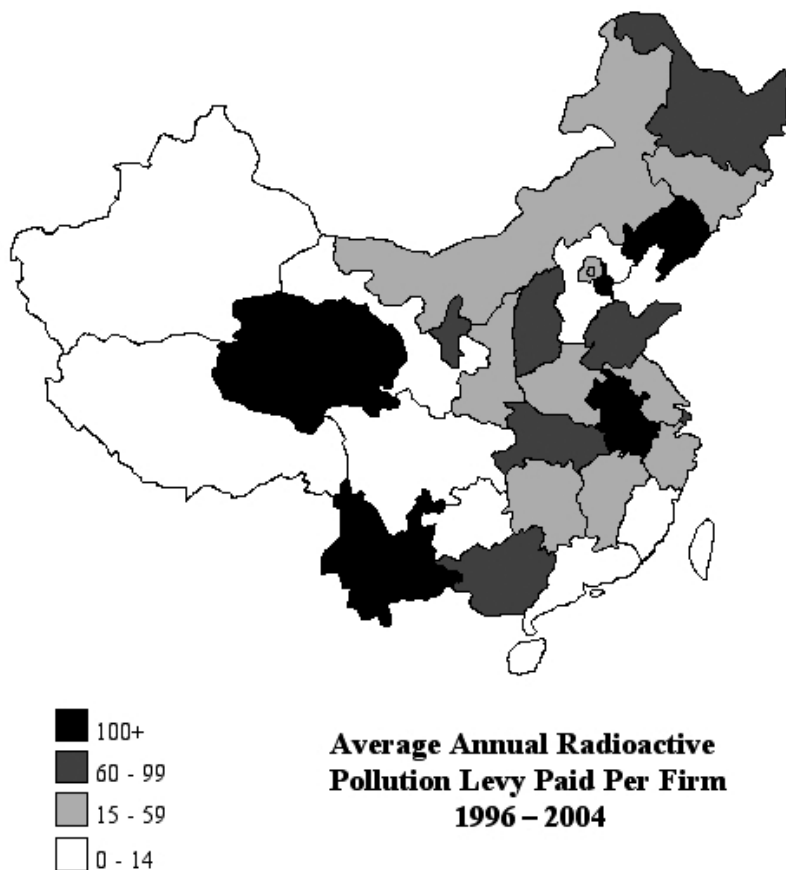 100+
60 - 99
15 - 59
0 - 14
Average Annual Radioactive
Pollution Levy Paid Per Firm
1996 – 2004